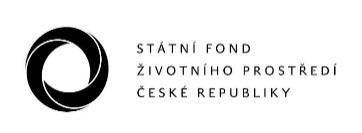 STÁTNÍ FOND
ŽIVOTNÍHO PROSTŘEDÍ
ČESKÉ REPUBLIKY